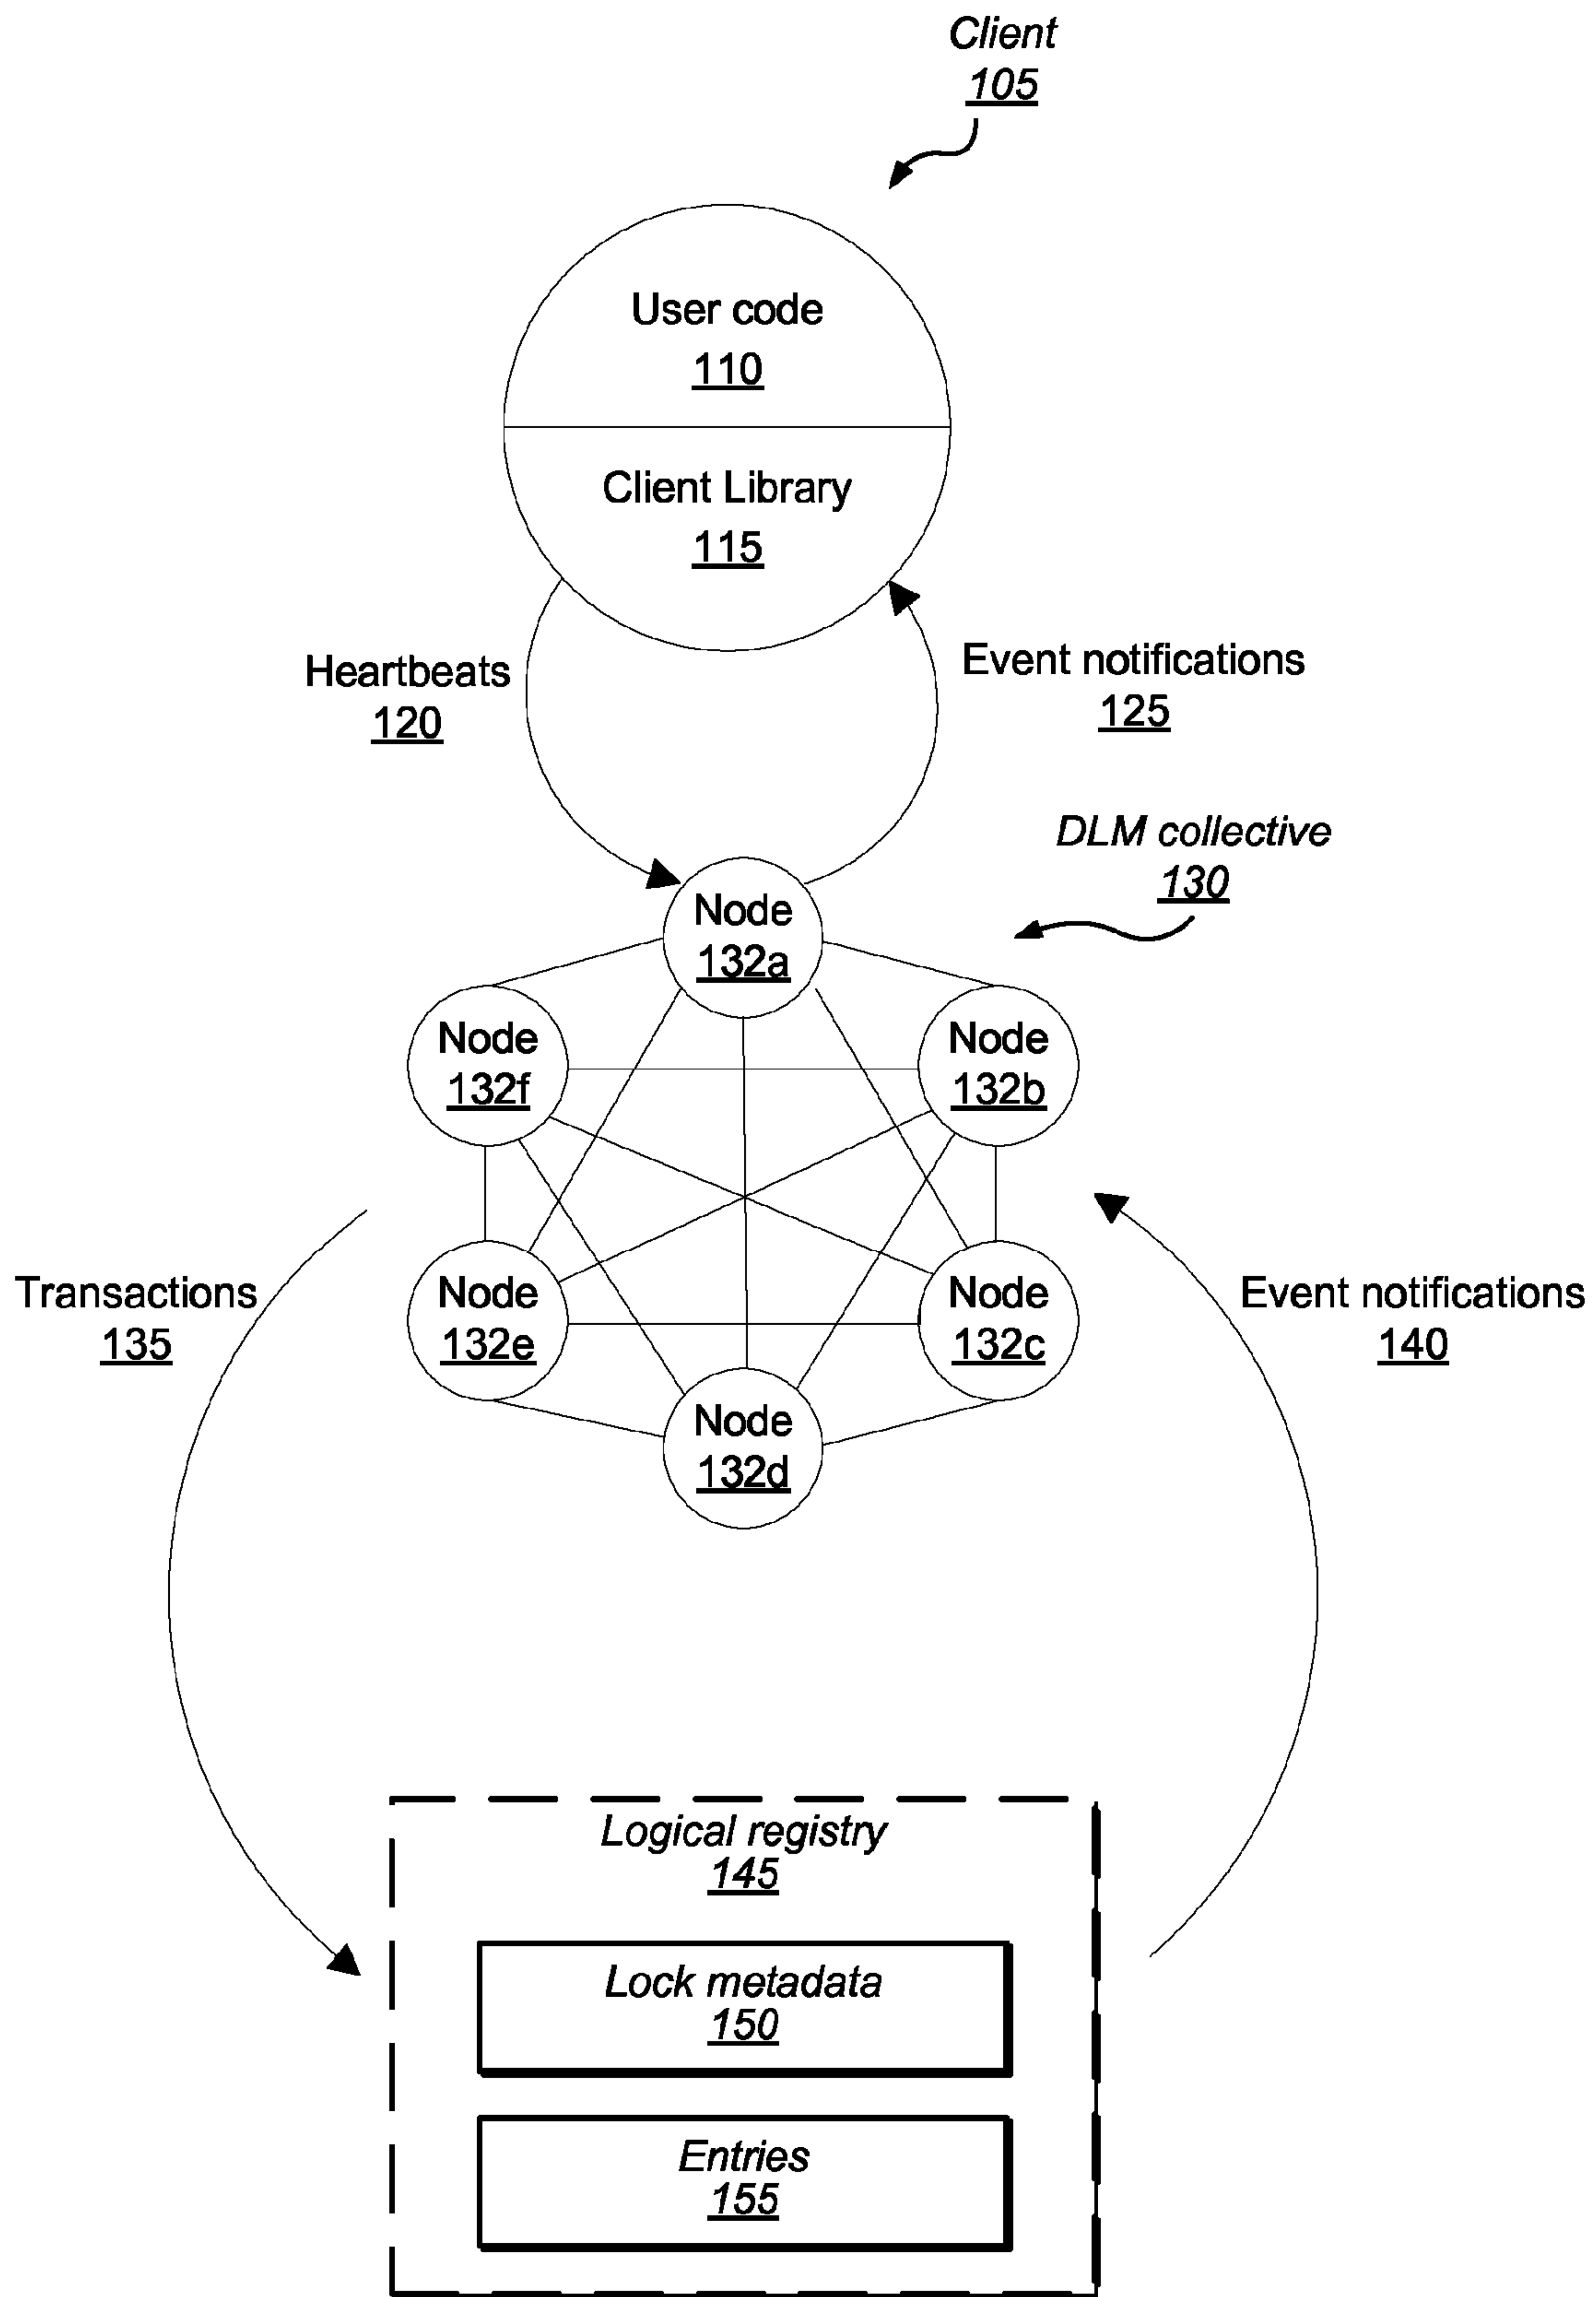 Client
105
User code
110
Client Library
115
Heartbeats
120
Event notifications
125
DLM collective
130
Node
132a
Node
132f
Node
132b
Transactions
135
Node
132e
Node
132c
Event notifications
140
Node
132d
Logical registry
145
Lock metadata
150
Entries
155